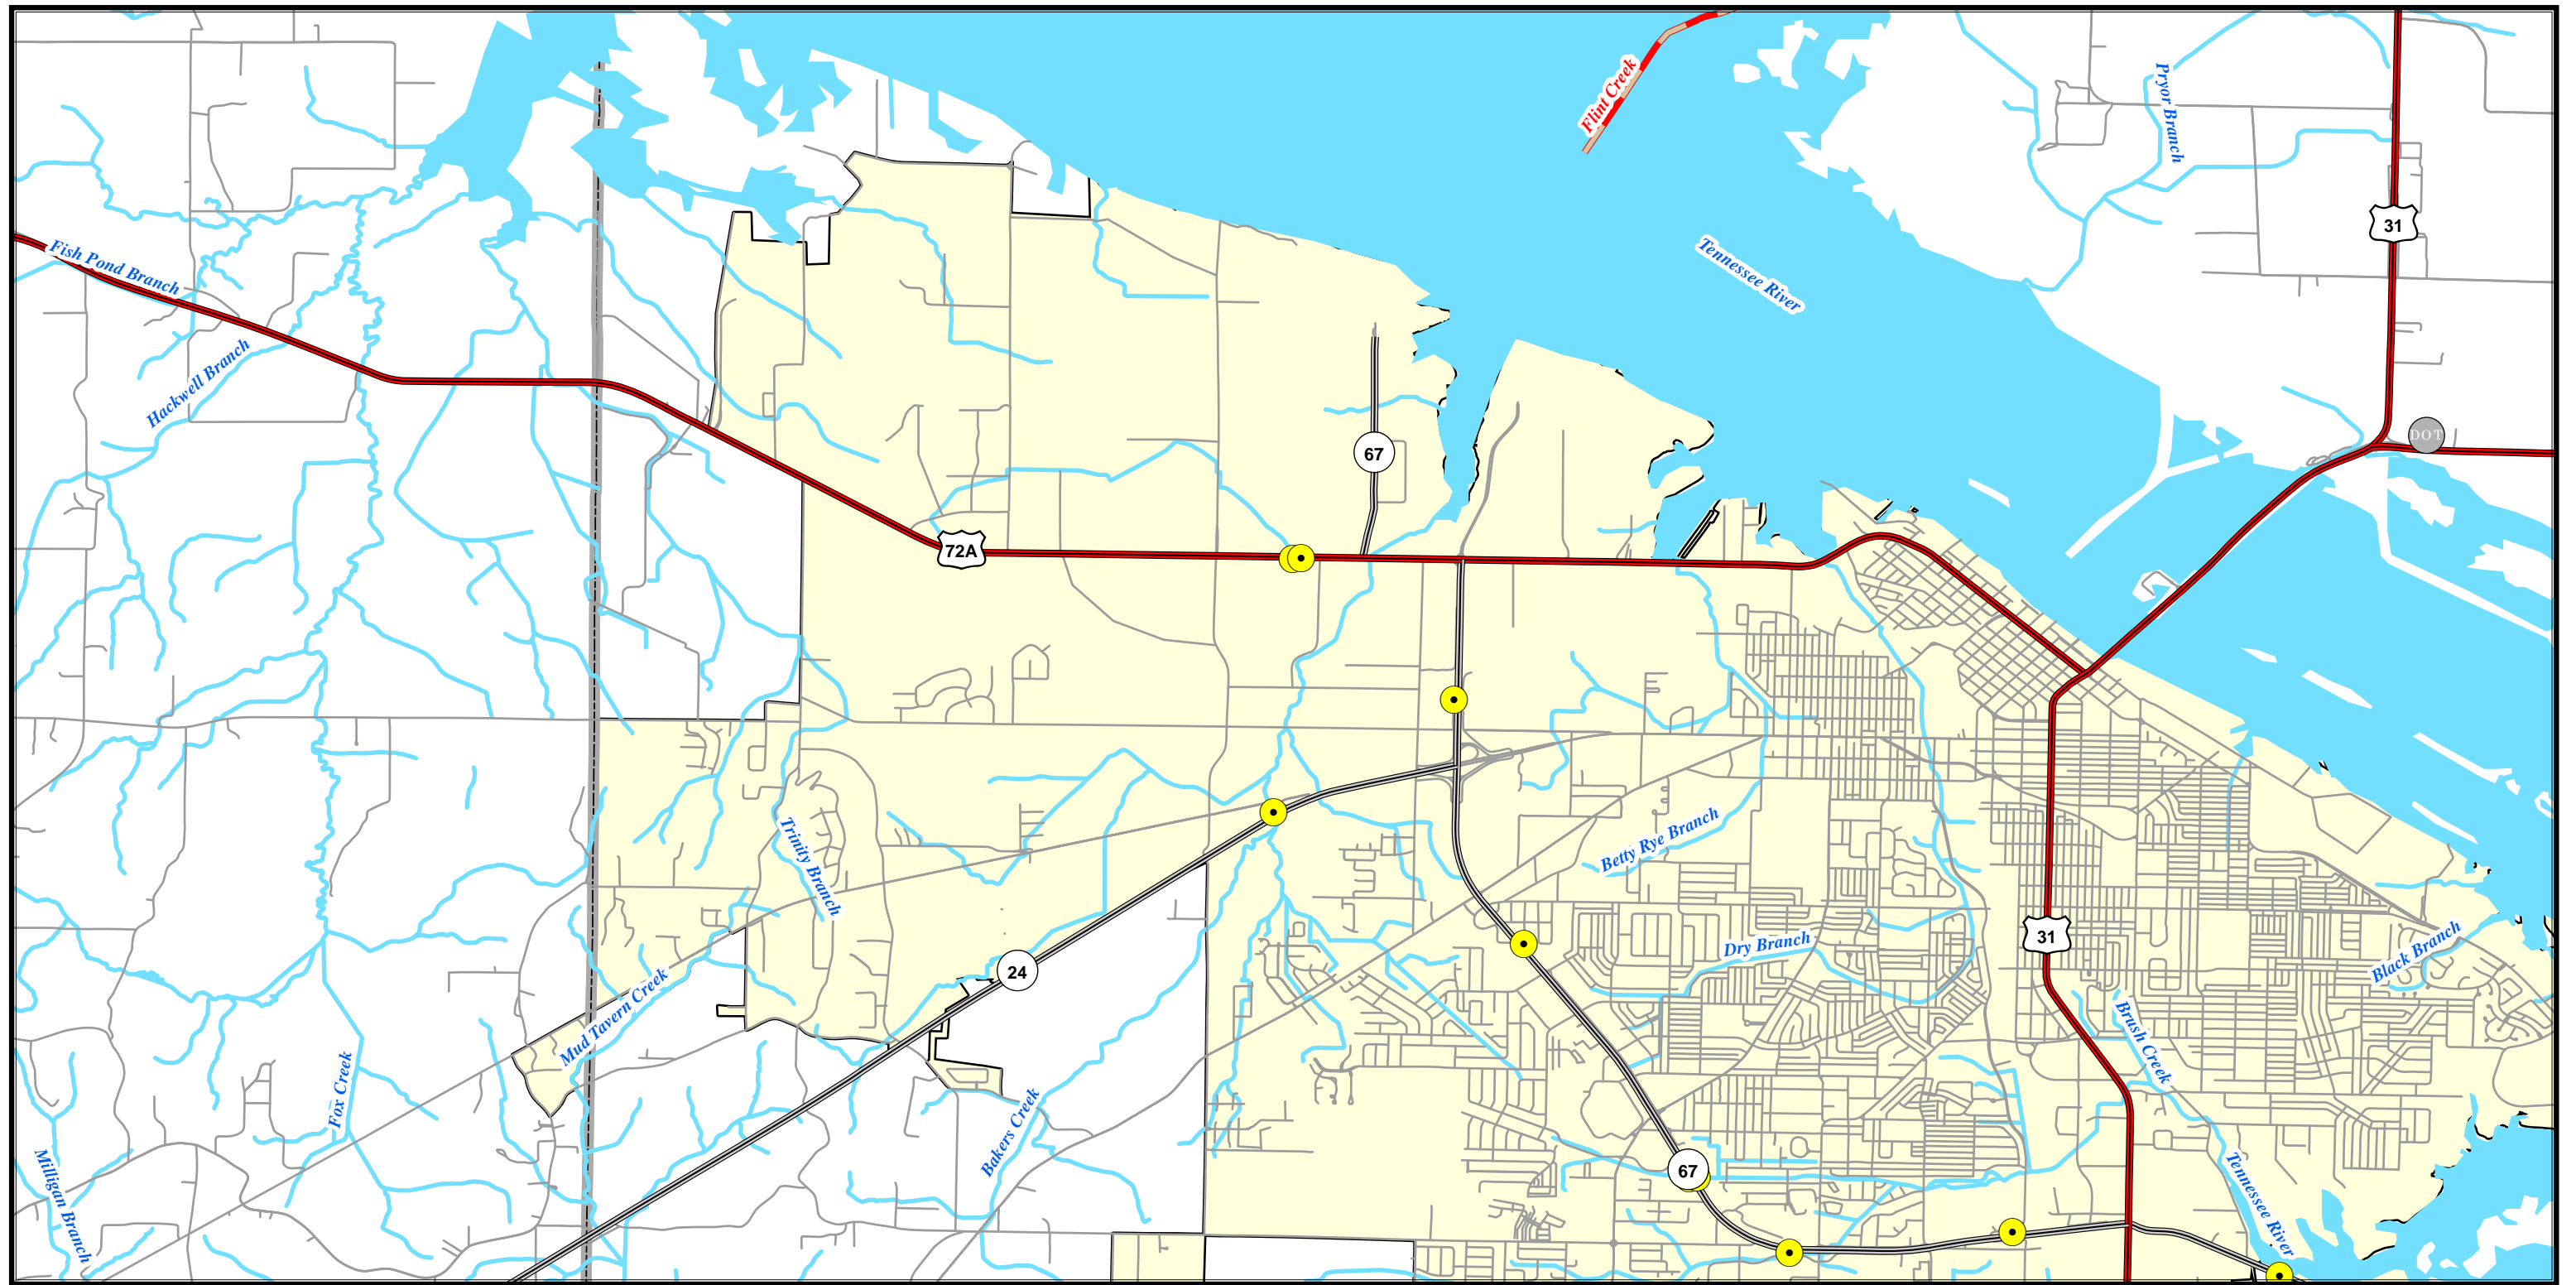 Flint Creek
Pryor Branch
31
Tennessee River
Fish Pond Branch
Hackwell Branch
67
DOT
72A
Betty Rye Branch
Trinity Branch
Dry Branch
31
Black Branch
24
Mud Tavern Creek
Brush Creek
Fox Creek
Bakers Creek
67
Milligan Branch
Tennessee River